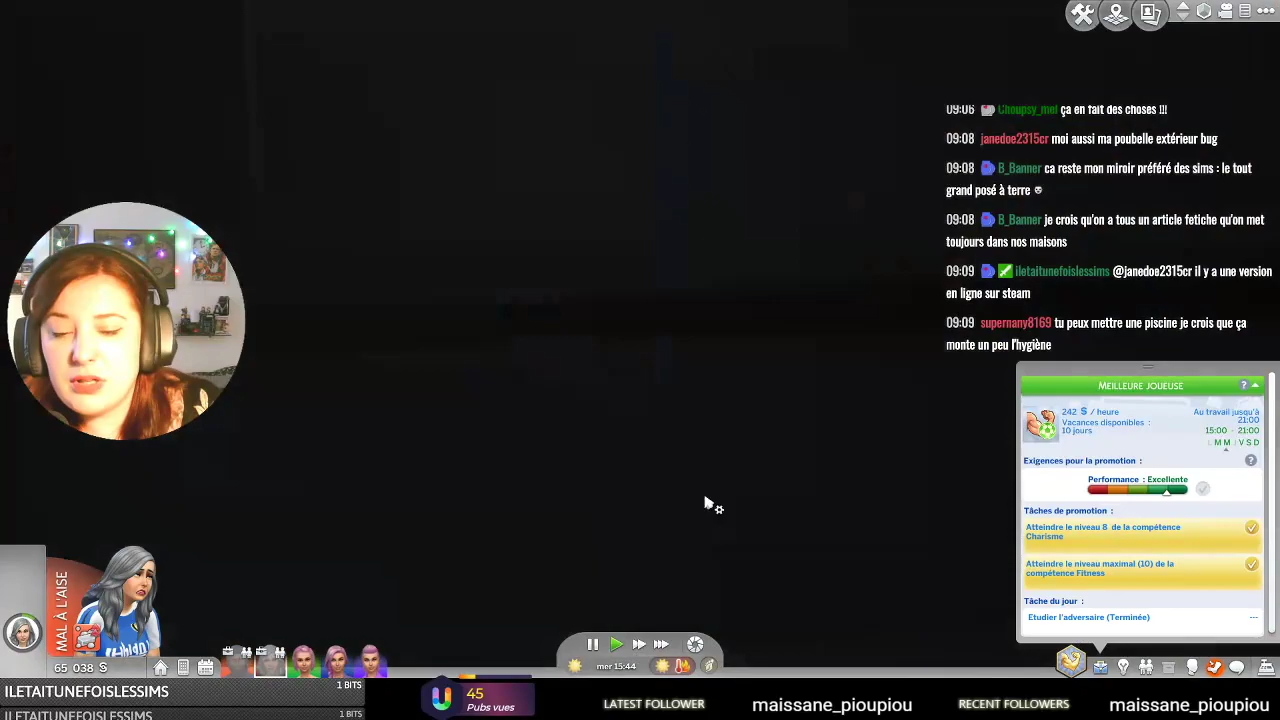 09:06 Choupsy_mel ça en fait des choses !!!
09:08 janedoe2315cr moi aussi ma poubelle extérieur bug
09:08 B_Banner ca reste mon miroir préféré des sims : le tout
grand posé à terre
09:08 B_Banner je crois qu'on a tous un article fetiche qu'on met
toujours dans nos maisons
09:09 iletaitunefoislessims @janedoe2315cr il y a une version
en ligne sur steam
09:09 supernany8169 tu peux mettre une piscine je crois que ça
monte un peu l'hygiène
MEILLEURE JOUEUSE
?
242 $ / heure
Vacances disponibles :
10 jours
Au travail jusqu'à
21:00
15:00 - 21:00
L M M J V S D
Exigences pour la promotion :
?
Performance : Excellente
Tâches de promotion :
Atteindre le niveau 8 de la compétence
Charisme
Atteindre le niveau maximal (10) de la
compétence Fitness
Tâche du jour :
Etudier l'adversaire (Terminée)
MAL À L'AISE
65 038 $
mer 15:44
ILETAITUNEFOISLESSIMS
1 BITS
ILETAITUNEFOISLESSIMS
1 BITS
45
Pubs vues
LATEST FOLLOWER
maissane_pioupiou
RECENT FOLLOWERS
maissane_pioupiou